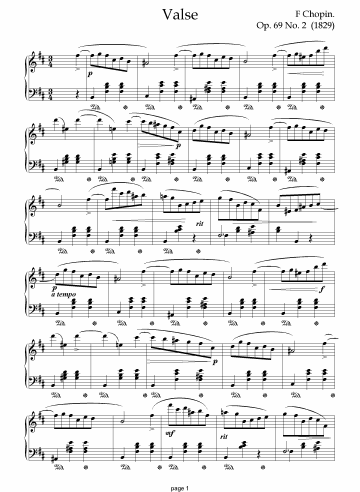 Valse
F Chopin.
Op. 69 No. 2 (1829)
p
p
rit
p
a tempo
f
p
mf
rit
page 1